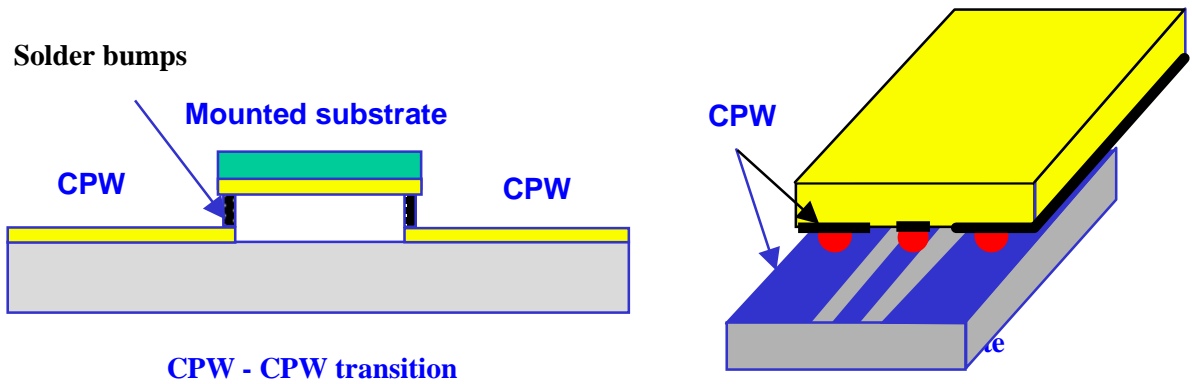 Solder bumps
Mounted substrate
CPW
CPW
CPW - CPW transition
CPW